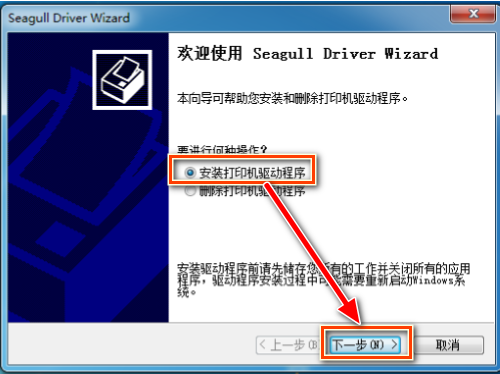 Seagull Driver Wizard
欢迎使用 Seagull Driver Wizard
本向导可帮助您安装和删除打印机驱动程序。
要进行何种操作?
安装打印机驱动程序
删除打印机驱动程序
安装驱动程序前请先储存您所有的工作并关闭所有的应用
程序，驱动程序安装过程中可能需要重新启动Windows系
统。
<上一步(B
下一步(N) >
取消